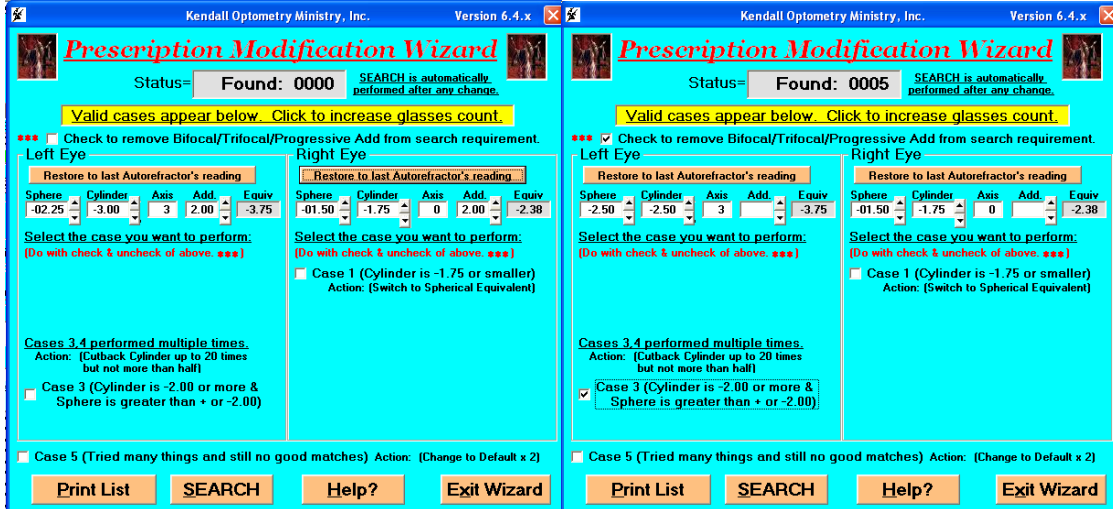 Kendall Optometry Ministry, Inc. Version 6.4.x
Prescription Modification Wizard
Status= Found: 0000 SEARCH is automatically
performed after any change.
Valid cases appear below. Click to increase glasses count.
*** Check to remove Bifocal/Trifocal/Progressive Add from search requirement.
Left Eye
Restore to last Autorefractor's reading
Sphere Cylinder Axis Add. Equiv
-02.25 -3.00 3 2.00 -3.75
Select the case you want to perform:
(Do with check & uncheck of above. ***)
Cases 3,4 performed multiple times.
Action: (Cutback Cylinder up to 20 times
but not more than half)
Case 3 (Cylinder is -2.00 or more &
Sphere is greater than + or -2.00)
Right Eye
Restore to last Autorefractor's reading
Sphere Cylinder Axis Add. Equiv
-01.50 -1.75 0 2.00 -2.38
Select the case you want to perform:
(Do with check & uncheck of above. ***)
Case 1 (Cylinder is -1.75 or smaller)
Action: (Switch to Spherical Equivalent)
Case 5 (Tried many things and still no good matches) Action: (Change to Default x 2)
Print List SEARCH Help? Exit Wizard
Kendall Optometry Ministry, Inc. Version 6.4.x
Prescription Modification Wizard
Status= Found: 0005 SEARCH is automatically
performed after any change.
Valid cases appear below. Click to increase glasses count.
*** Check to remove Bifocal/Trifocal/Progressive Add from search requirement.
Left Eye
Restore to last Autorefractor's reading
Sphere Cylinder Axis Add. Equiv
-2.50 -2.50 3 -3.75
Select the case you want to perform:
(Do with check & uncheck of above. ***)
Cases 3,4 performed multiple times.
Action: (Cutback Cylinder up to 20 times
but not more than half)
Case 3 (Cylinder is -2.00 or more &
Sphere is greater than + or -2.00)
Right Eye
Restore to last Autorefractor's reading
Sphere Cylinder Axis Add. Equiv
-01.50 -1.75 0 -2.38
Select the case you want to perform:
(Do with check & uncheck of above. ***)
Case 1 (Cylinder is -1.75 or smaller)
Action: (Switch to Spherical Equivalent)
Case 5 (Tried many things and still no good matches) Action: (Change to Default x 2)
Print List SEARCH Help? Exit Wizard